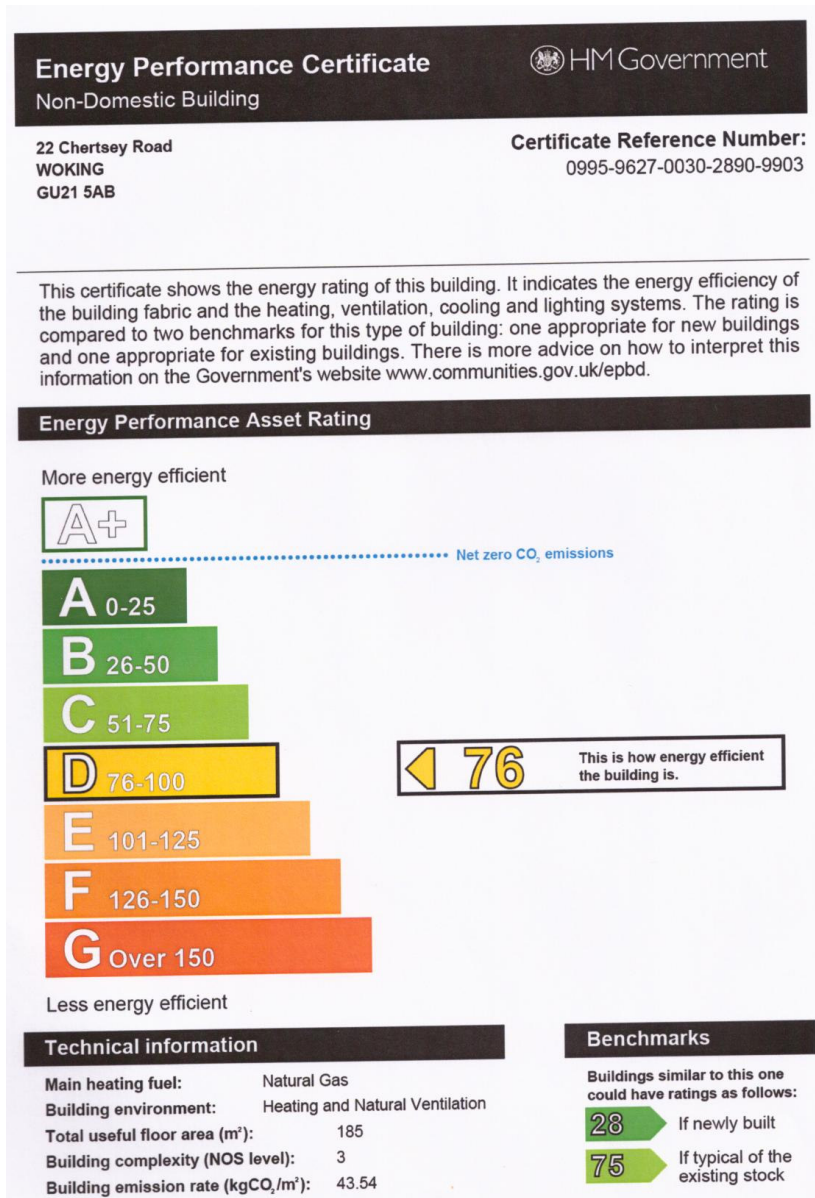 Energy Performance Certificate
Non-Domestic Building
HM Government
22 Chertsey Road
WOKING
GU21 5AB
Certificate Reference Number:
0995-9627-0030-2890-9903
This certificate shows the energy rating of this building. It indicates the energy efficiency of
the building fabric and the heating, ventilation, cooling and lighting systems. The rating is
compared to two benchmarks for this type of building: one appropriate for new buildings
and one appropriate for existing buildings. There is more advice on how to interpret this
information on the Government's website www.communities.gov.uk/epbd.
Energy Performance Asset Rating
More energy efficient
A+
Net zero CO₂ emissions
A 0-25
B 26-50
C 51-75
D 76-100
76
This is how energy efficient
the building is.
E 101-125
F 126-150
G Over 150
Less energy efficient
Technical information
Main heating fuel: Natural Gas
Building environment: Heating and Natural Ventilation
Total useful floor area (m²): 185
Building complexity (NOS level): 3
Building emission rate (kgCO₂/m²): 43.54
Benchmarks
Buildings similar to this one
could have ratings as follows:
28 If newly built
75 If typical of the
existing stock